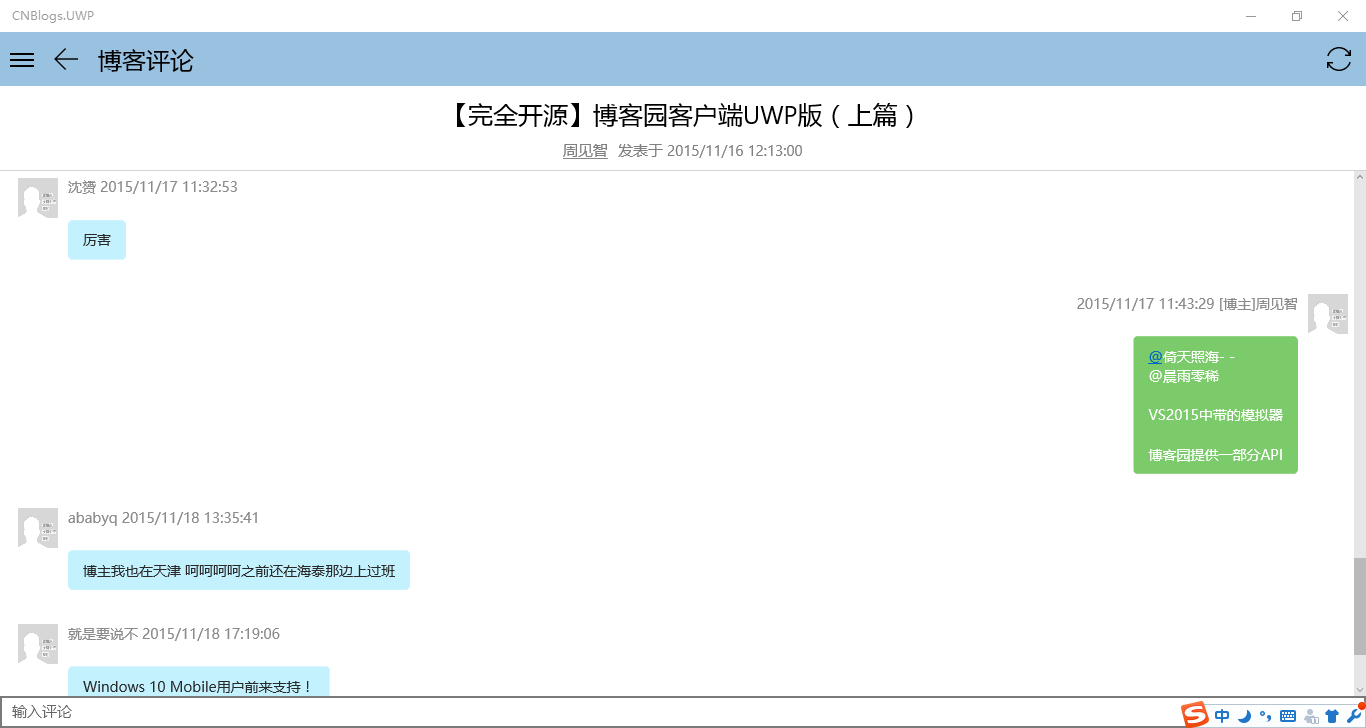 CNBlogs.UWP
博客评论
【完全开源】博客园客户端UWP版（上篇）
周见智 发表于 2015/11/16 12:13:00
沈赟 2015/11/17 11:32:53
厉害
2015/11/17 11:43:29 [博主]周见智
@倚天照海- -
@晨雨零稀
VS2015中带的模拟器
博客园提供一部分API
ababyq 2015/11/18 13:35:41
博主我也在天津 呵呵呵呵之前还在海泰那边上过班
就是要说不 2015/11/18 17:19:06
Windows 10 Mobile用户前来支持！
输入评论
中